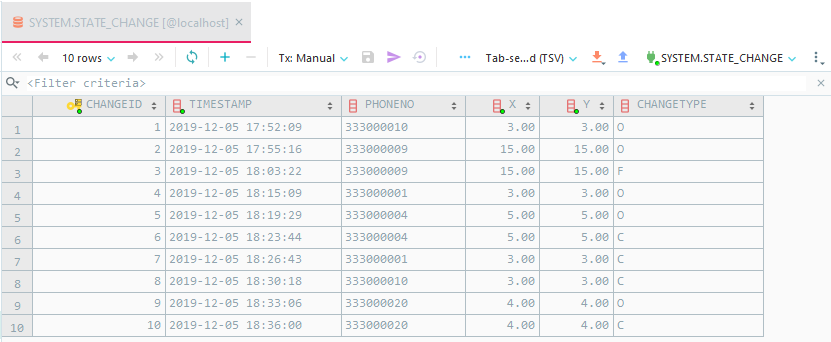 SYSTEM.STATE_CHANGE [@localhost] ×
10 rows Tx: Manual Tab-se...d (TSV) SYSTEM.STATE_CHANGE
<Filter criteria>
CHANGEID TIMESTAMP PHONENO X Y CHANGETYPE
1 1 2019-12-05 17:52:09 333000010 3.00 3.00 O
2 2 2019-12-05 17:55:16 333000009 15.00 15.00 O
3 3 2019-12-05 18:03:22 333000009 15.00 15.00 F
4 4 2019-12-05 18:15:09 333000001 3.00 3.00 O
5 5 2019-12-05 18:19:29 333000004 5.00 5.00 O
6 6 2019-12-05 18:23:44 333000004 5.00 5.00 C
7 7 2019-12-05 18:26:43 333000001 3.00 3.00 C
8 8 2019-12-05 18:30:18 333000010 3.00 3.00 C
9 9 2019-12-05 18:33:06 333000020 4.00 4.00 O
10 10 2019-12-05 18:36:00 333000020 4.00 4.00 C